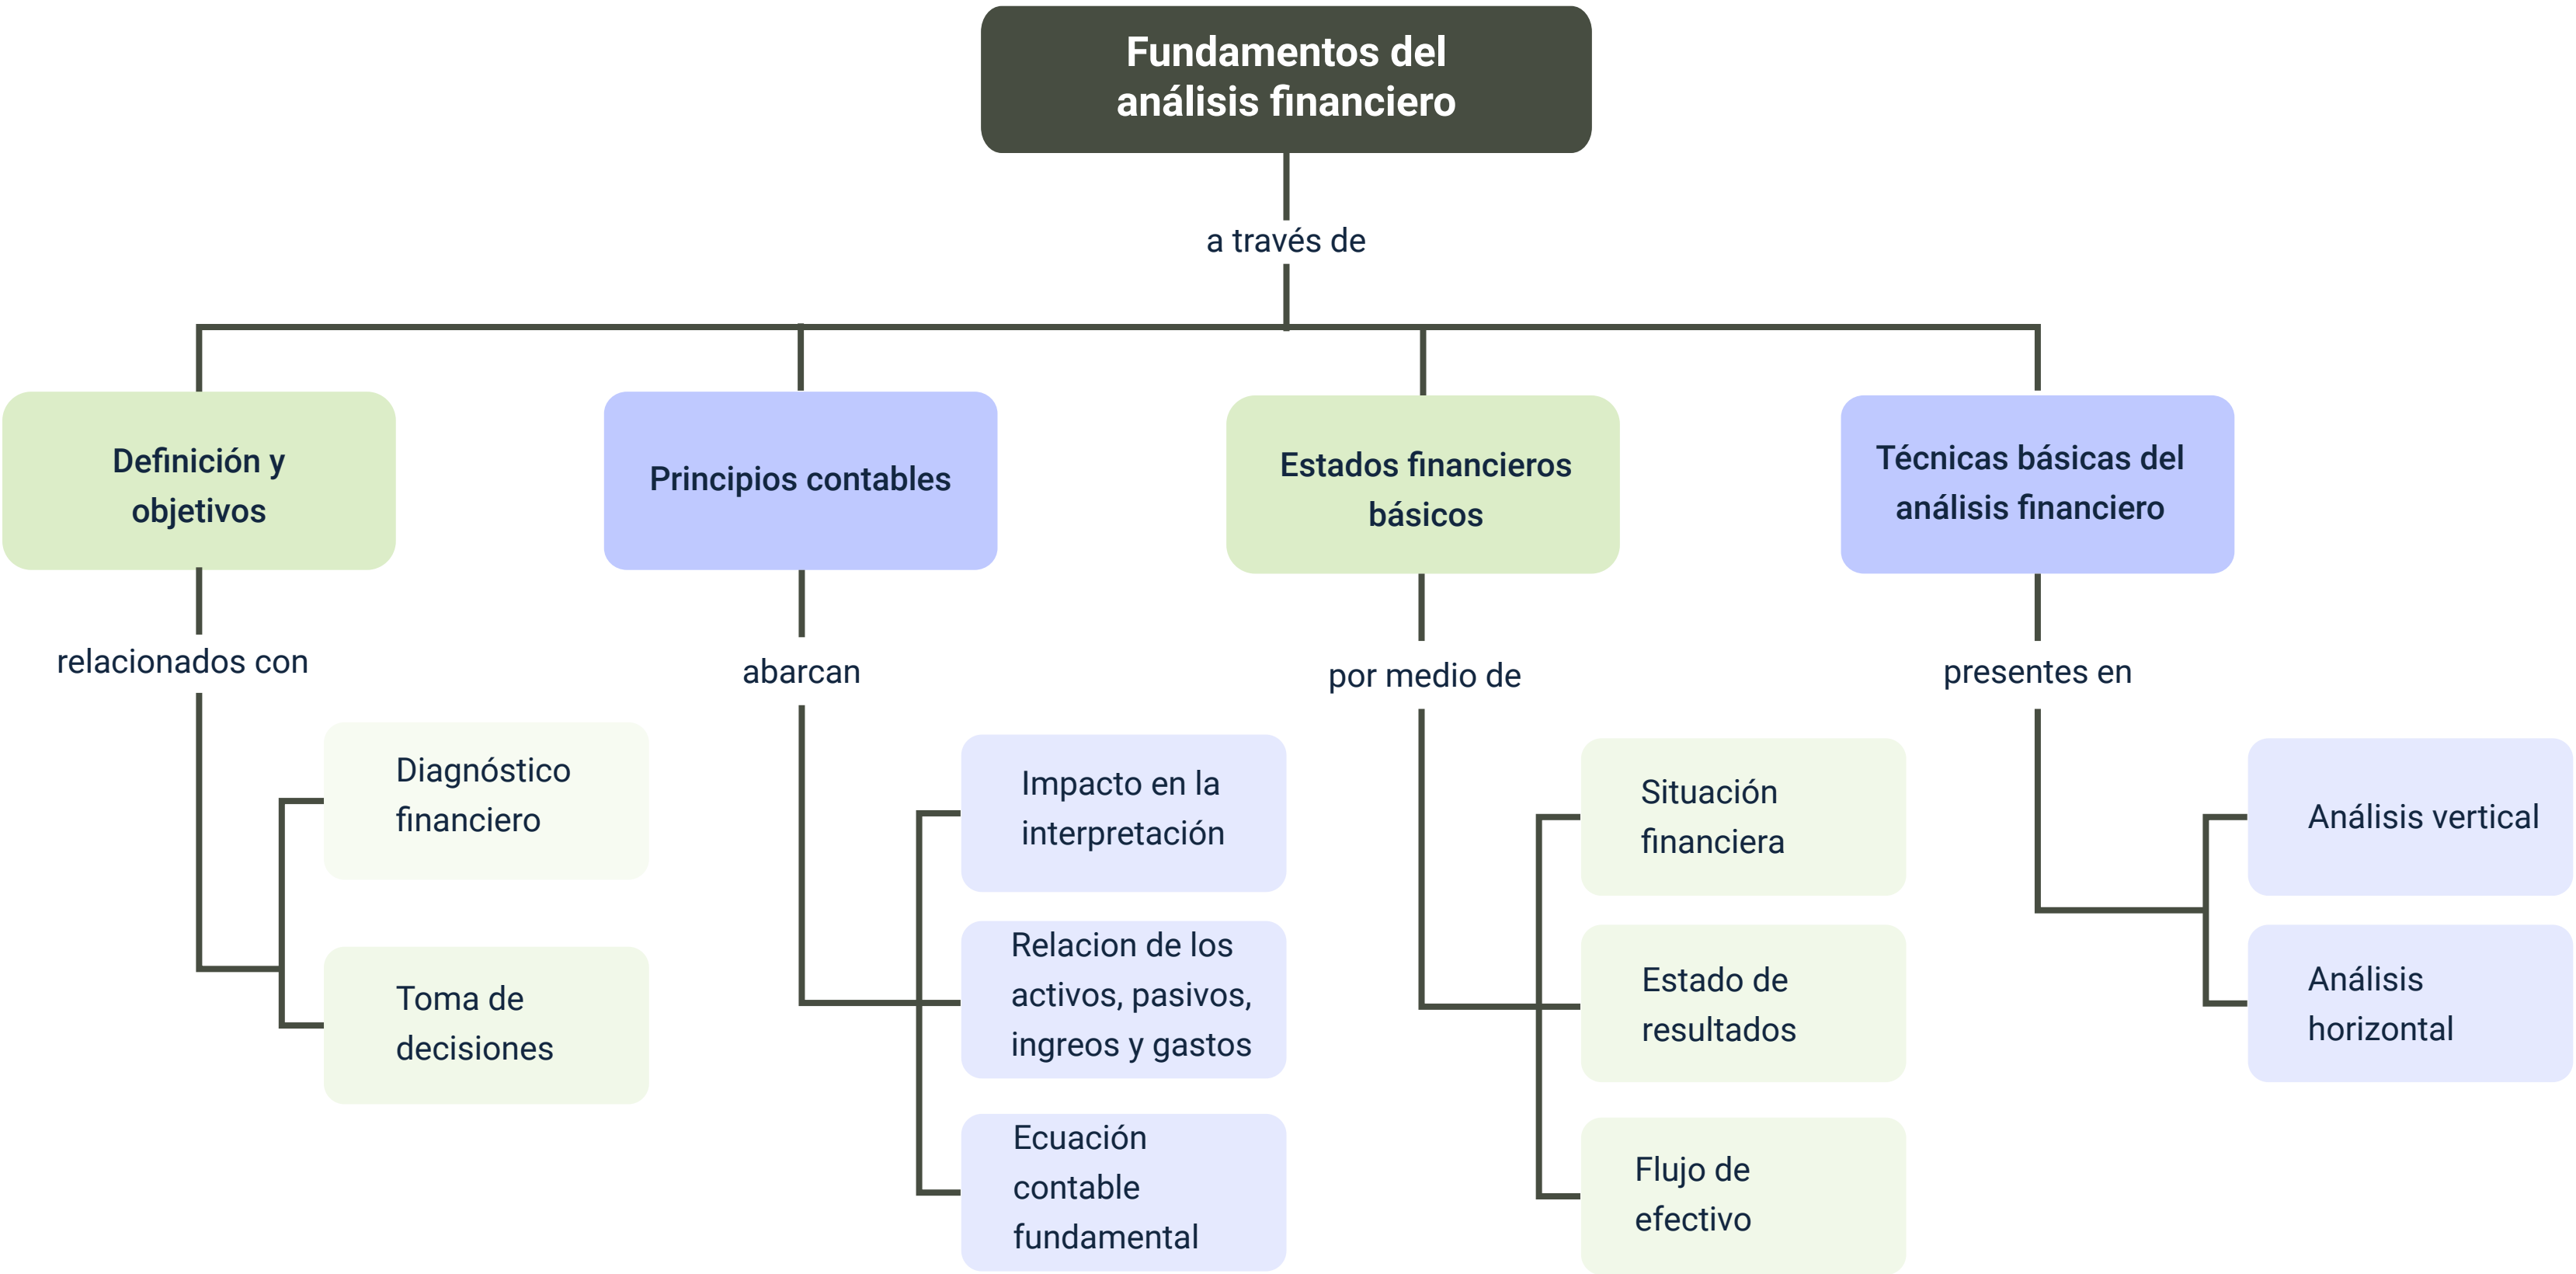 Fundamentos del
análisis financiero
a través de
Definición y
objetivos
Principios contables
Estados financieros
básicos
Técnicas básicas del
análisis financiero
relacionados con
abarcan
por medio de
presentes en
Diagnóstico
financiero
Toma de
decisiones
Impacto en la
interpretación
Relacion de los
activos, pasivos,
ingreos y gastos
Ecuación
contable
fundamental
Situación
financiera
Estado de
resultados
Flujo de
efectivo
Análisis vertical
Análisis
horizontal